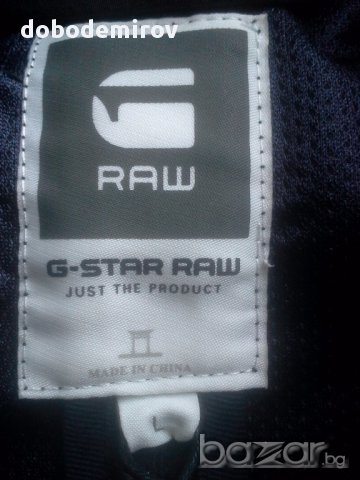 dobodemirov
RAW
G-STAR RAW
JUST THE PRODUCT
MADE IN CHINA
L
bazar.bg